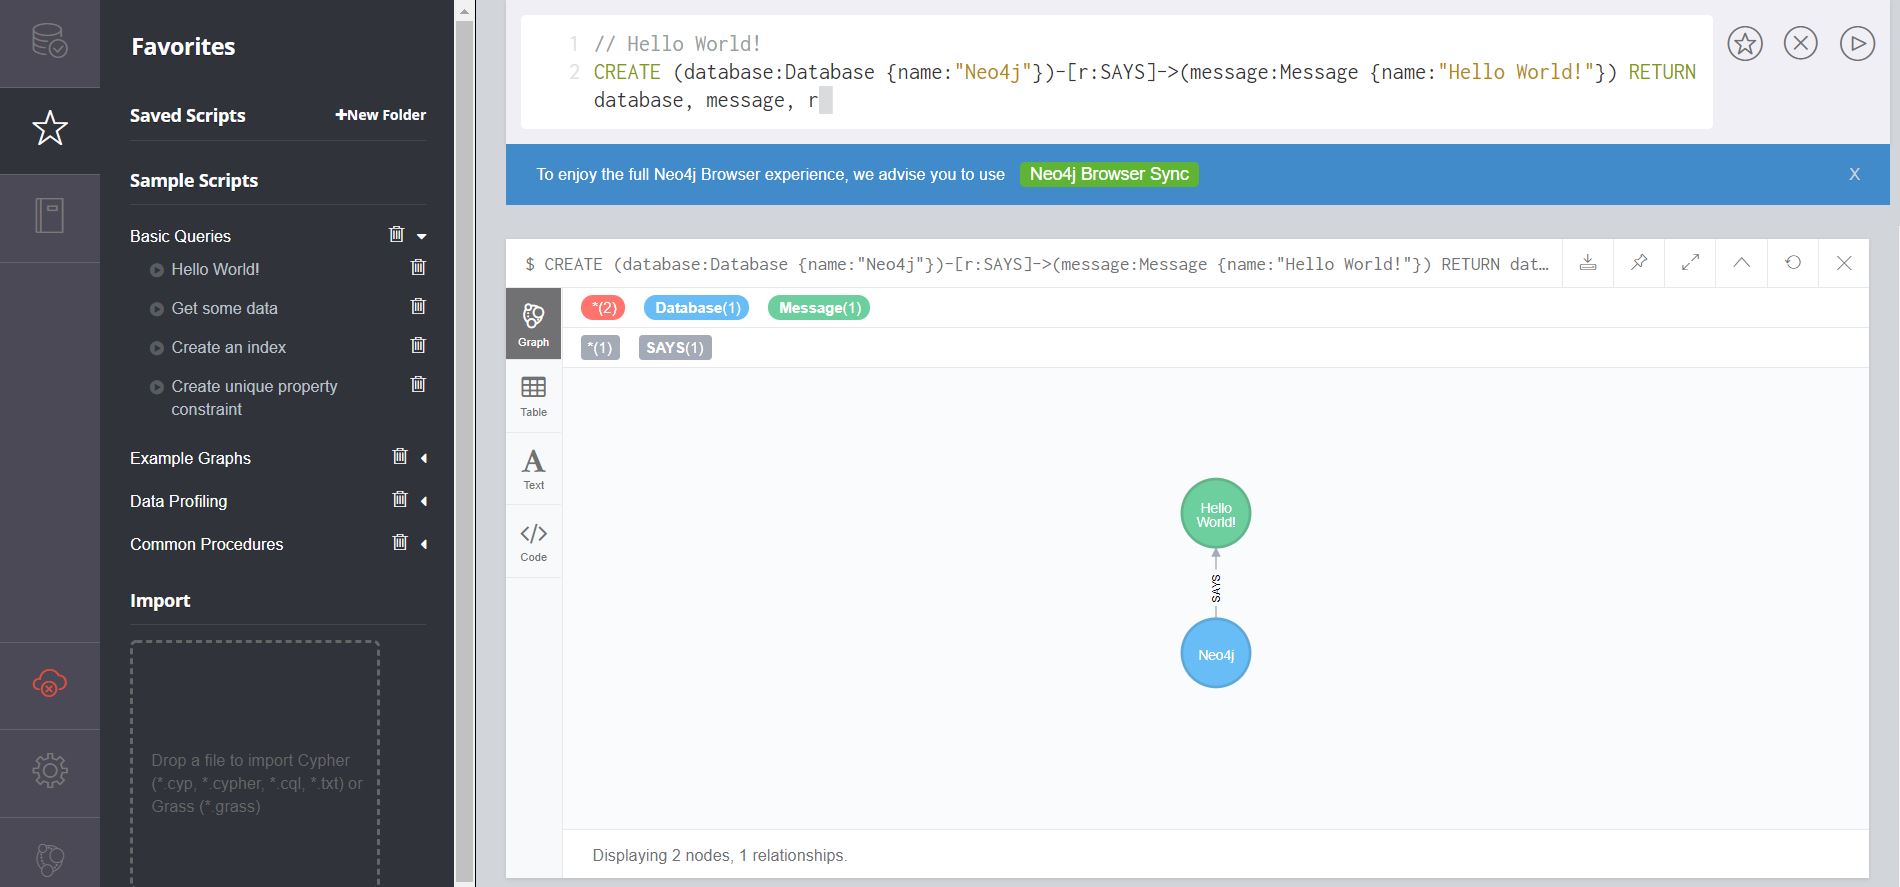 Favorites
Saved Scripts
+New Folder
Sample Scripts
Basic Queries
Hello World!
Get some data
Create an index
Create unique property
constraint
Example Graphs
Data Profiling
Common Procedures
Import
Drop a file to import Cypher
(*.cyp, *.cypher, *.cql, *.txt) or
Grass (*.grass)
1 // Hello World!
2 CREATE (database:Database {name:"Neo4j"})-[r:SAYS]->(message:Message {name:"Hello World!"}) RETURN
database, message, r
To enjoy the full Neo4j Browser experience, we advise you to use Neo4j Browser Sync X
$ CREATE (database:Database {name:"Neo4j"})-[r:SAYS]->(message:Message {name:"Hello World!"}) RETURN dat…
*(2) Database(1) Message(1)
*(1) SAYS(1)
Graph
Table
A
Text
</>
Code
Hello
World!
SAYS
Neo4j
Displaying 2 nodes, 1 relationships.